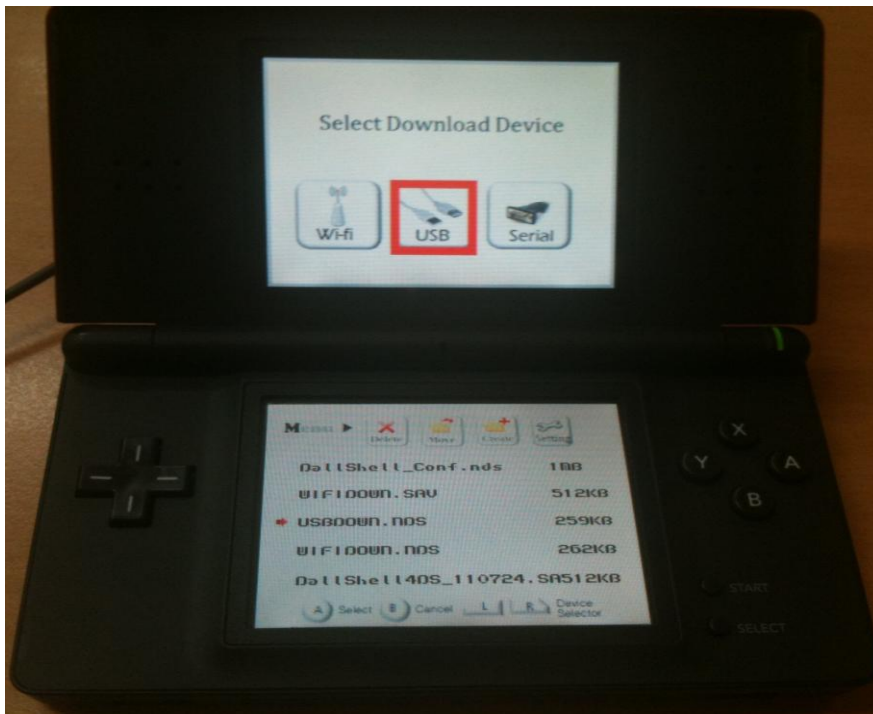 Select Download Device
Wi-fi USB Serial
MENU Delete Move Create Setting
DallShell_Conf.nds 1MB
WIFIDOWN.SAV 512KB
USBDOWN.NDS 259KB
WIFIDOWN.NDS 262KB
DallShell4DS_110724.SA512KB
A Select B Cancel L R Device Selector
X
Y A
B
START
SELECT